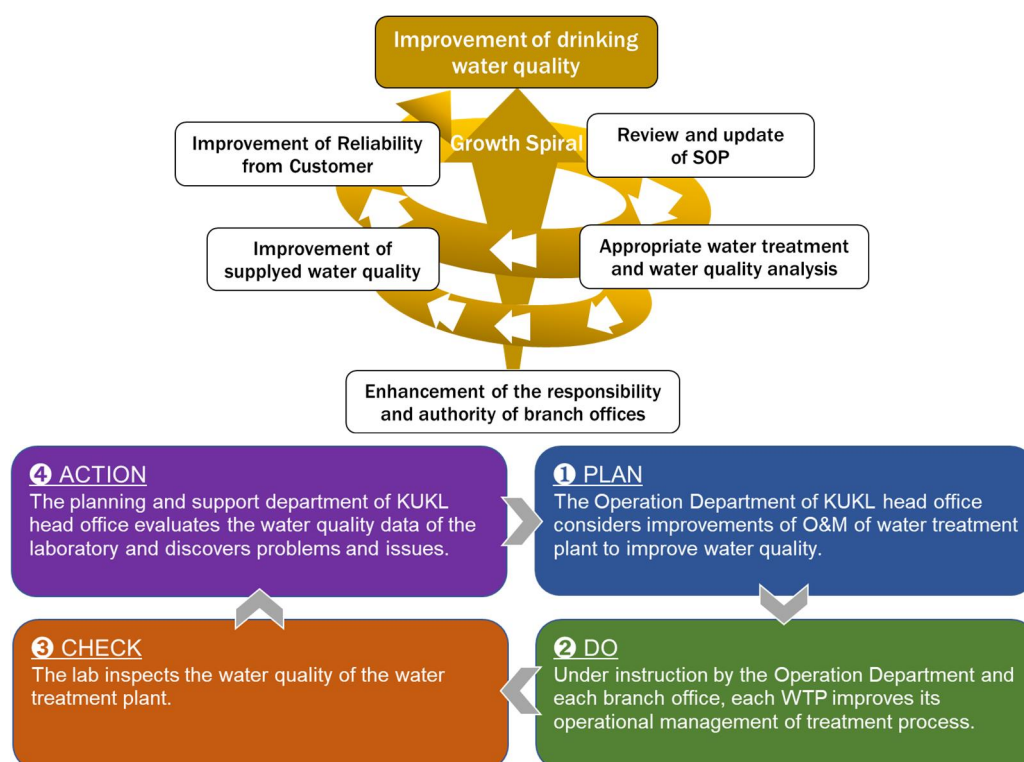 Improvement of drinking
water quality
Growth Spiral
Improvement of Reliability
from Customer
Review and update
of SOP
Improvement of
supplyed water quality
Appropriate water treatment
and water quality analysis
Enhancement of the responsibility
and authority of branch offices
❹ ACTION
The planning and support department of KUKL
head office evaluates the water quality data of the
laboratory and discovers problems and issues.
❶ PLAN
The Operation Department of KUKL head office
considers improvements of O&M of water treatment
plant to improve water quality.
❸ CHECK
The lab inspects the water quality of the water
treatment plant.
❷ DO
Under instruction by the Operation Department and
each branch office, each WTP improves its
operational management of treatment process.